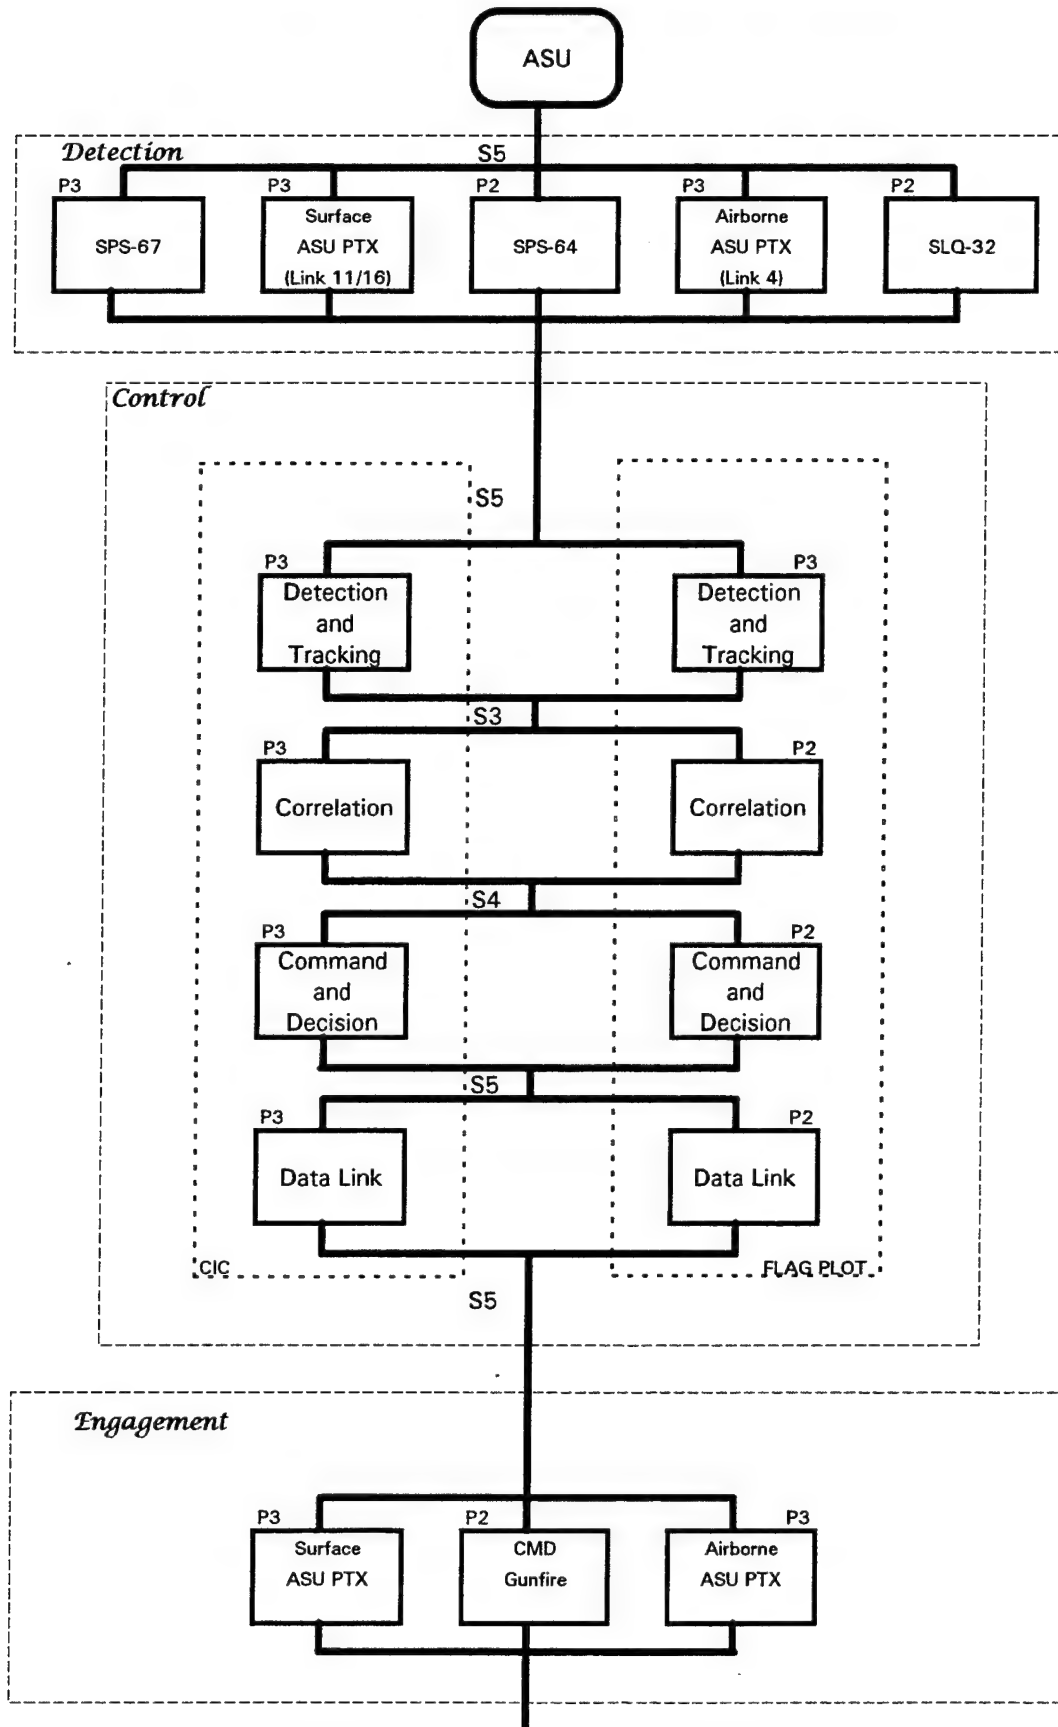 ASU
Detection
S5
P3
P3
P2
P3
P2
SPS-67
Surface
ASU PTX
(Link 11/16)
SPS-64
Airborne
ASU PTX
(Link 4)
SLQ-32
Control
S5
P3
P3
Detection
and
Tracking
Detection
and
Tracking
S3
P3
P2
Correlation
Correlation
S4
P3
P2
Command
and
Decision
Command
and
Decision
S5
P3
P2
Data Link
Data Link
CIC
FLAG PLOT
S5
Engagement
P3
P2
P3
Surface
ASU PTX
CMD
Gunfire
Airborne
ASU PTX